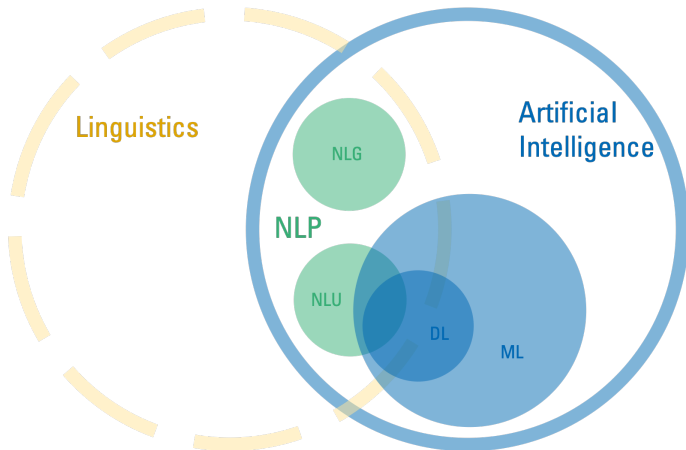 Linguistics
Artificial
Intelligence
NLG
NLP
NLU
DL
ML